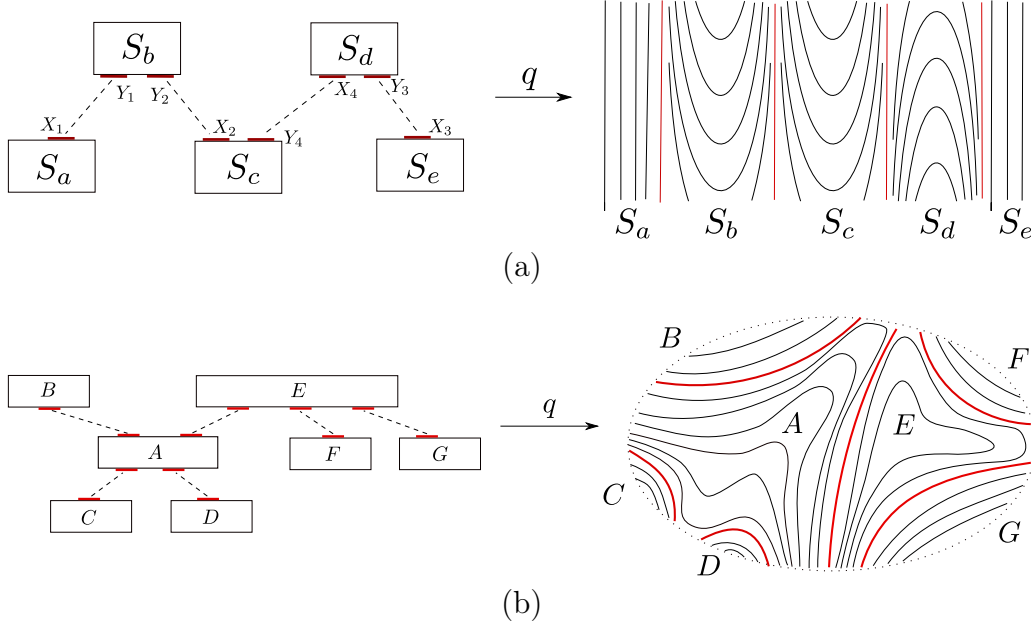 S_b S_d
X_4 Y_3
Y_1 Y_2
q
X_1 X_2 X_3
Y_4
S_a S_c S_e
S_a S_b S_c S_d S_e
(a)
B
F
B E
q
A E
A F G
C
C D
G
D
(b)